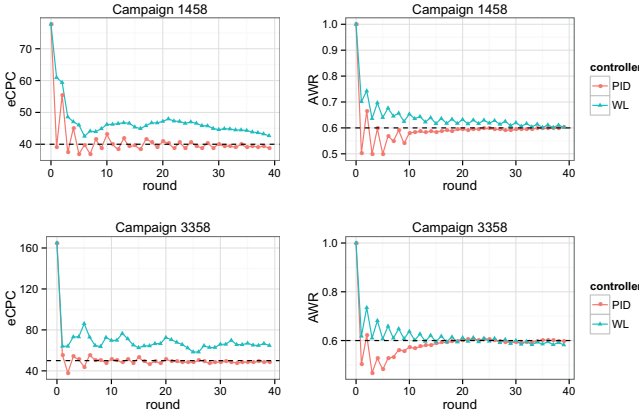 Campaign 1458
eCPC
70
60
50
40
0 10 20 30 40
round
Campaign 1458
AWR
1.0
0.9
0.8
0.7
0.6
0.5
0 10 20 30 40
round
controller
PID
WL
Campaign 3358
eCPC
160
120
80
40
0 10 20 30 40
round
Campaign 3358
AWR
1.0
0.8
0.6
0 10 20 30 40
round
controller
PID
WL